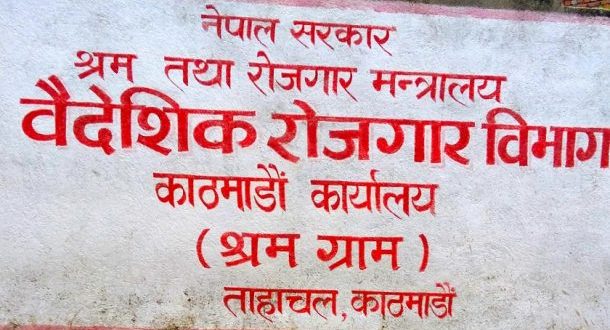 नेपाल सरकार
श्रम तथा रोजगार मन्त्रालय
वैदेशिक रोजगार विभाग
काठमाडौं कार्यालय
( श्रम ग्राम )
ताहाचल, काठमाडौं